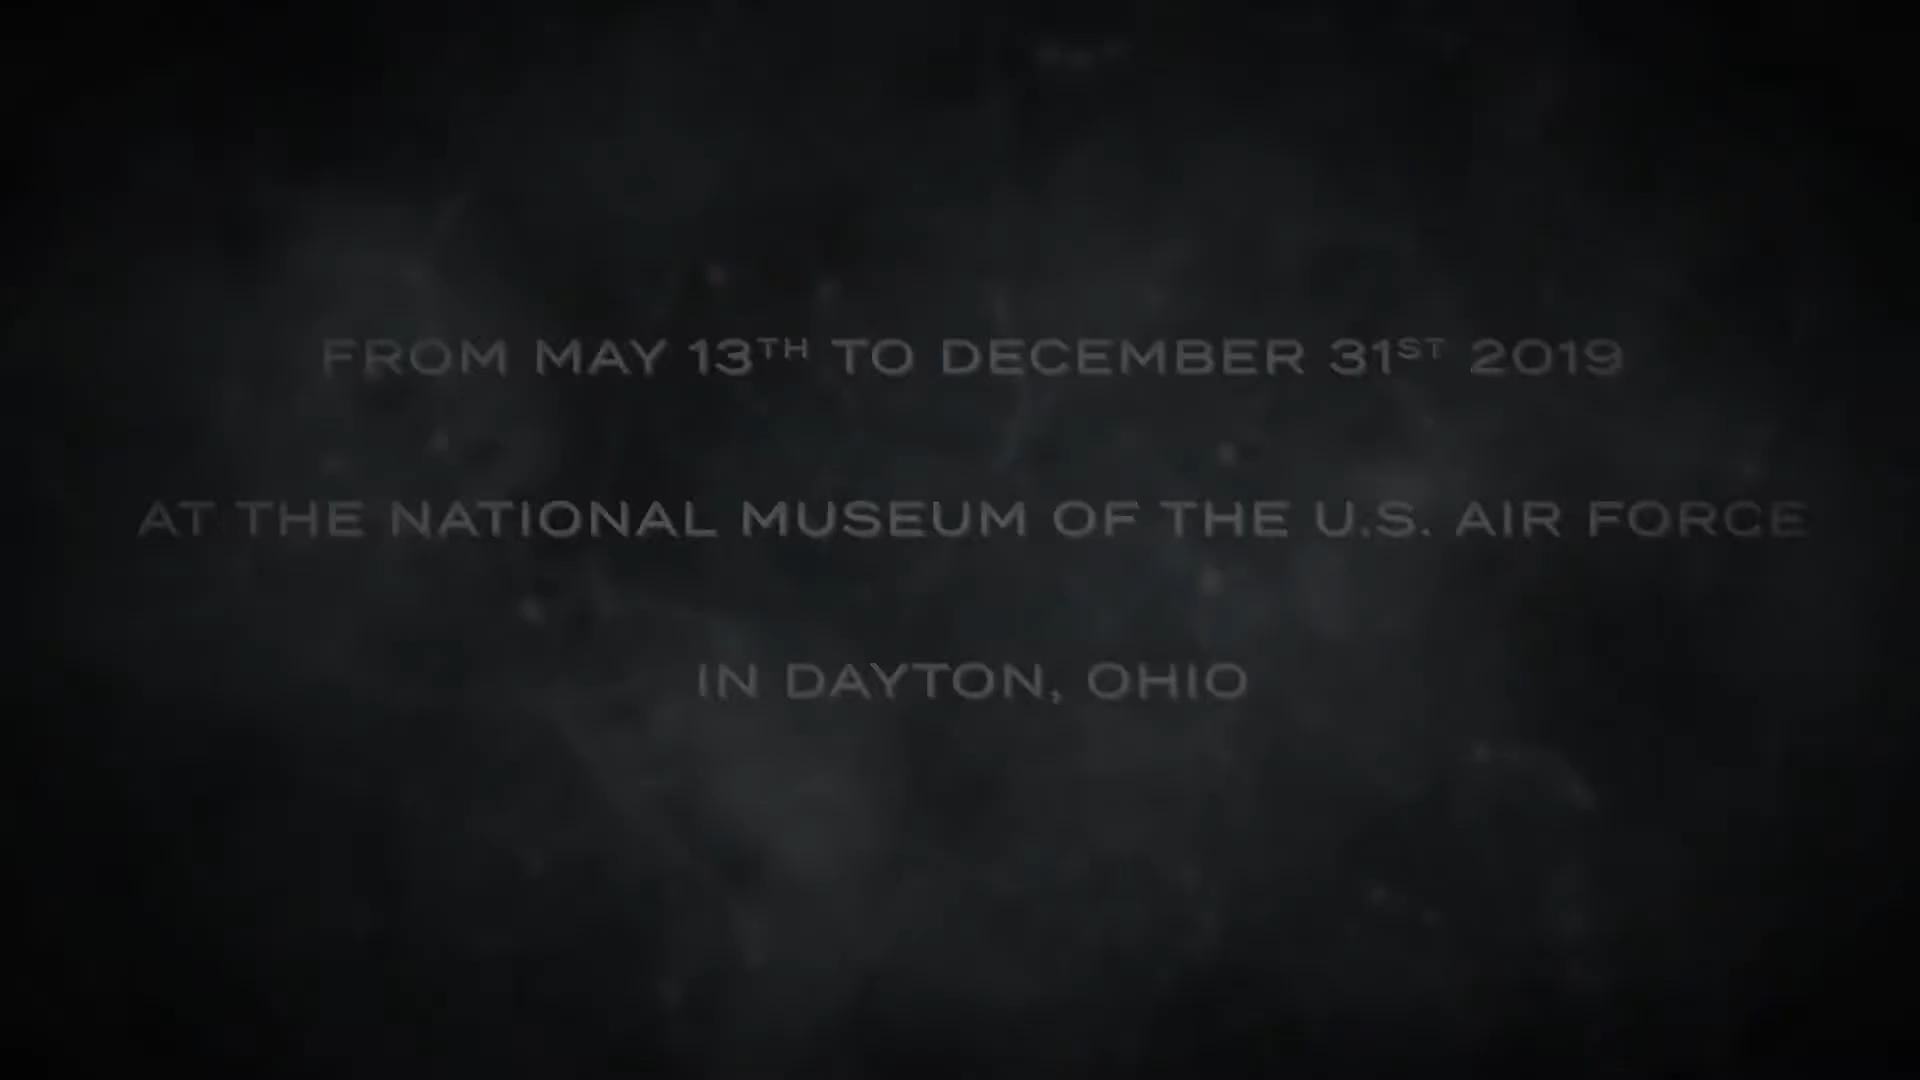 FROM MAY 13TH TO DECEMBER 31ST 2019
AT THE NATIONAL MUSEUM OF THE U.S. AIR FORCE
IN DAYTON, OHIO